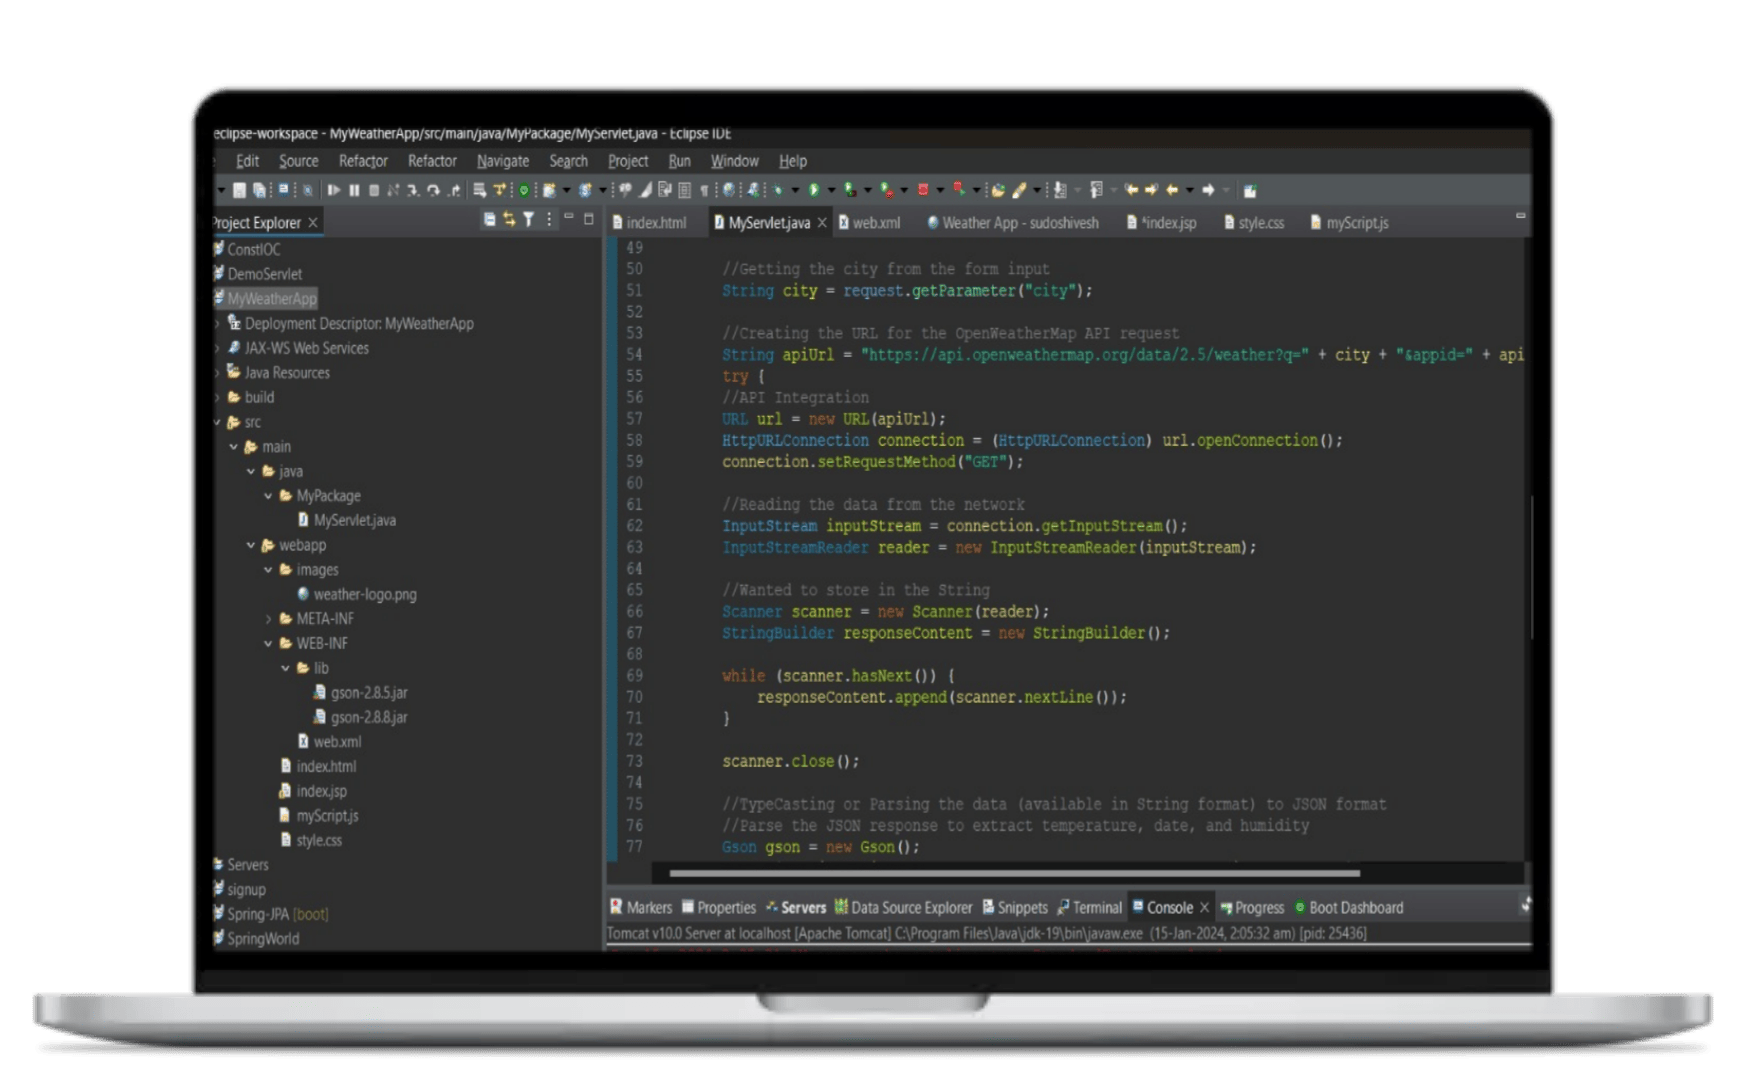 eclipse-workspace - MyWeatherApp/src/main/java/MyPackage/MyServlet.java - Eclipse IDE
Edit Source Refactor Refactor Navigate Search Project Run Window Help
Project Explorer
ConstIOC
DemoServlet
MyWeatherApp
Deployment Descriptor: MyWeatherApp
JAX-WS Web Services
Java Resources
build
src
main
java
MyPackage
MyServlet.java
webapp
images
weather-logo.png
META-INF
WEB-INF
lib
gson-2.8.5.jar
gson-2.8.8.jar
web.xml
index.html
index.jsp
myScript.js
style.css
Servers
signup
Spring-JPA [boot]
SpringWorld
index.html MyServlet.java web.xml Weather App - sudoshivesh *index.jsp style.css myScript.js
49
50 //Getting the city from the form input
51 String city = request.getParameter("city");
52
53 //Creating the URL for the OpenWeatherMap API request
54 String apiUrl = "https://api.openweathermap.org/data/2.5/weather?q=" + city + "&appid=" + api
55 try {
56 //API Integration
57 URL url = new URL(apiUrl);
58 HttpURLConnection connection = (HttpURLConnection) url.openConnection();
59 connection.setRequestMethod("GET");
60
61 //Reading the data from the network
62 InputStream inputStream = connection.getInputStream();
63 InputStreamReader reader = new InputStreamReader(inputStream);
64
65 //Wanted to store in the String
66 Scanner scanner = new Scanner(reader);
67 StringBuilder responseContent = new StringBuilder();
68
69 while (scanner.hasNext()) {
70 responseContent.append(scanner.nextLine());
71 }
72
73 scanner.close();
74
75 //TypeCasting or Parsing the data (available in String format) to JSON format
76 //Parse the JSON response to extract temperature, date, and humidity
77 Gson gson = new Gson();
Markers Properties Servers Data Source Explorer Snippets Terminal Console Progress Boot Dashboard
Tomcat v10.0 Server at localhost [Apache Tomcat] C:\Program Files\Java\jdk-19\bin\javaw.exe (15-Jan-2024, 2:05:32 am) [pid: 25436]